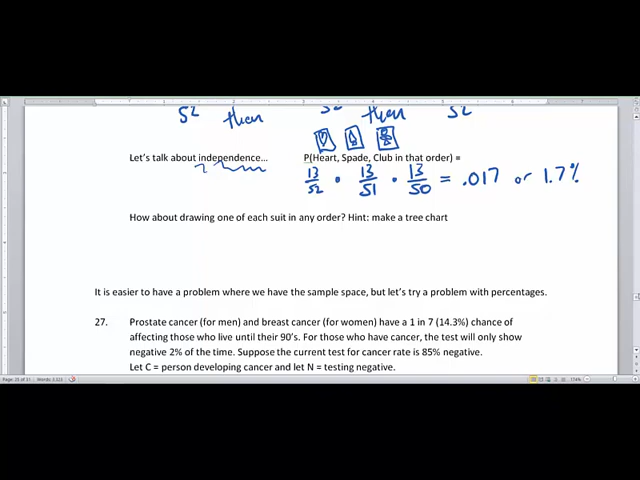 52 then 52 then 52
Let's talk about independence... P(Heart, Spade, Club in that order) =
13/52 • 13/51 • 13/50 = .017 or 1.7%
How about drawing one of each suit in any order? Hint: make a tree chart
It is easier to have a problem where we have the sample space, but let's try a problem with percentages.
27. Prostate cancer (for men) and breast cancer (for women) have a 1 in 7 (14.3%) chance of
affecting those who live until their 90's. For those who have cancer, the test will only show
negative 2% of the time. Suppose the current test for cancer rate is 85% negative.
Let C = person developing cancer and let N = testing negative.